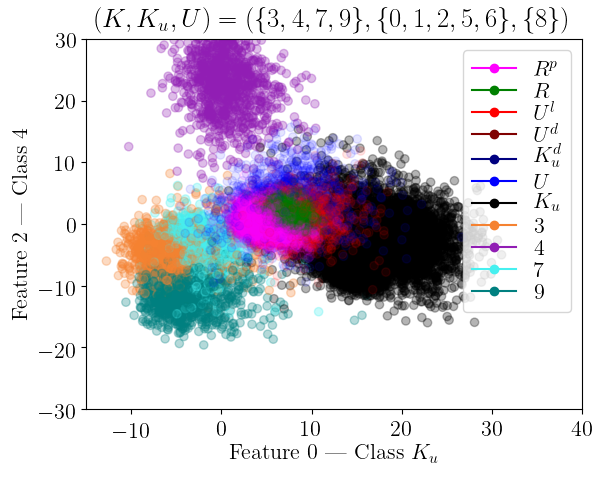 (K, K_u, U) = ({3, 4, 7, 9}, {0, 1, 2, 5, 6}, {8})
30
20
10
0
−10
−20
−30
Feature 2 — Class 4
R^p
R
U^l
U^d
K_u^d
U
K_u
3
4
7
9
−10
0
10
20
30
40
Feature 0 — Class K_u